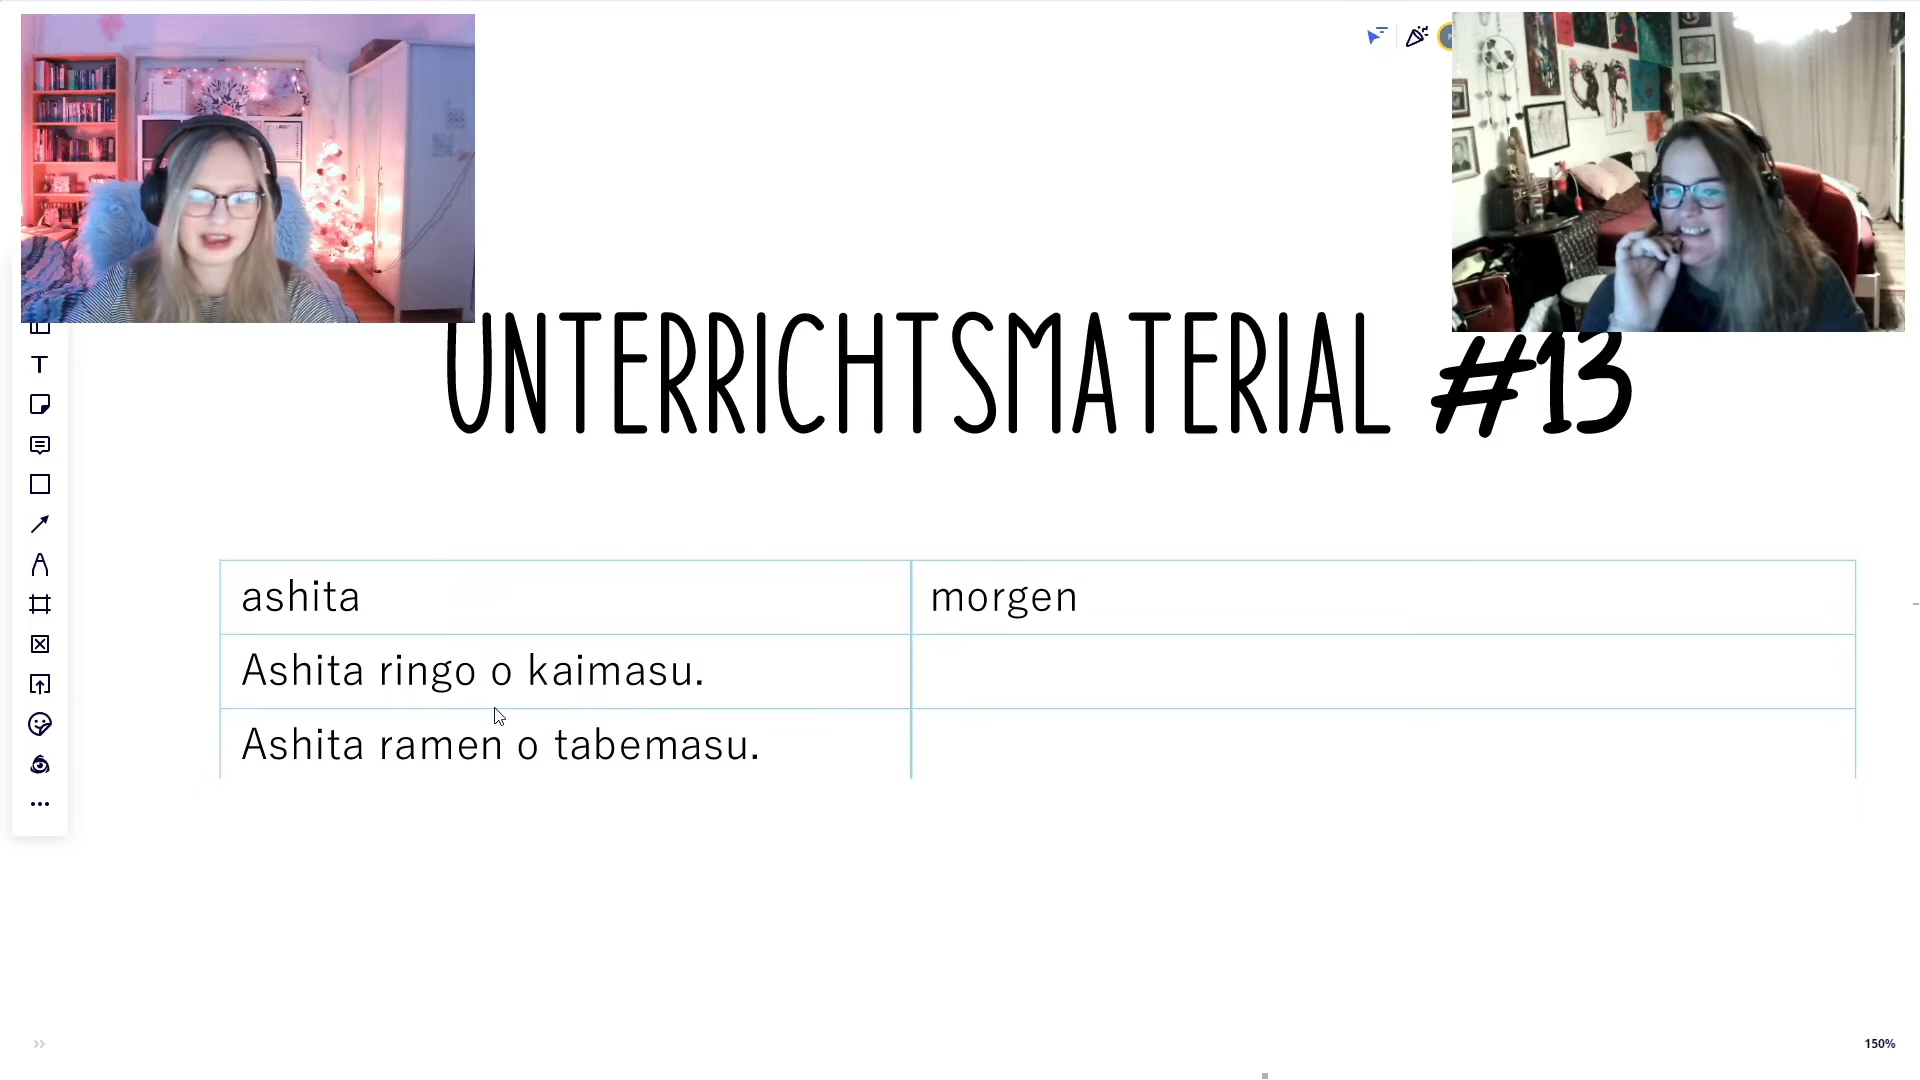 UNTERRICHTSMATERIAL #13
ashita
morgen
Ashita ringo o kaimasu.
Ashita ramen o tabemasu.
150%